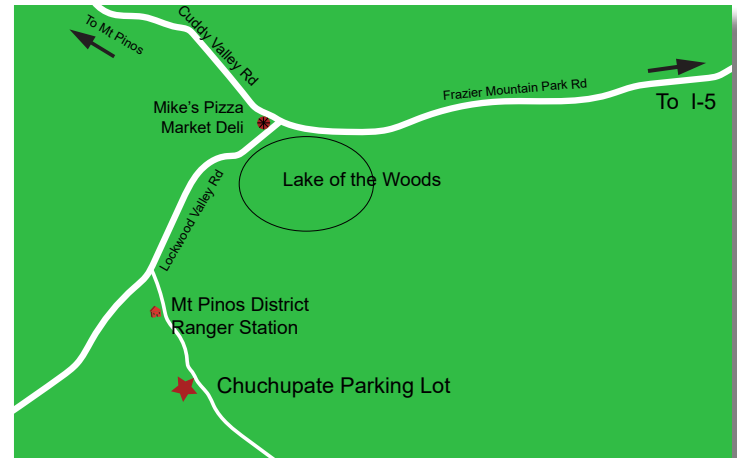 To Mt Pinos
Cuddy Valley Rd
Frazier Mountain Park Rd
To I-5
Mike's Pizza
Market Deli
Lake of the Woods
Lockwood Valley Rd
Mt Pinos District
Ranger Station
Chuchupate Parking Lot